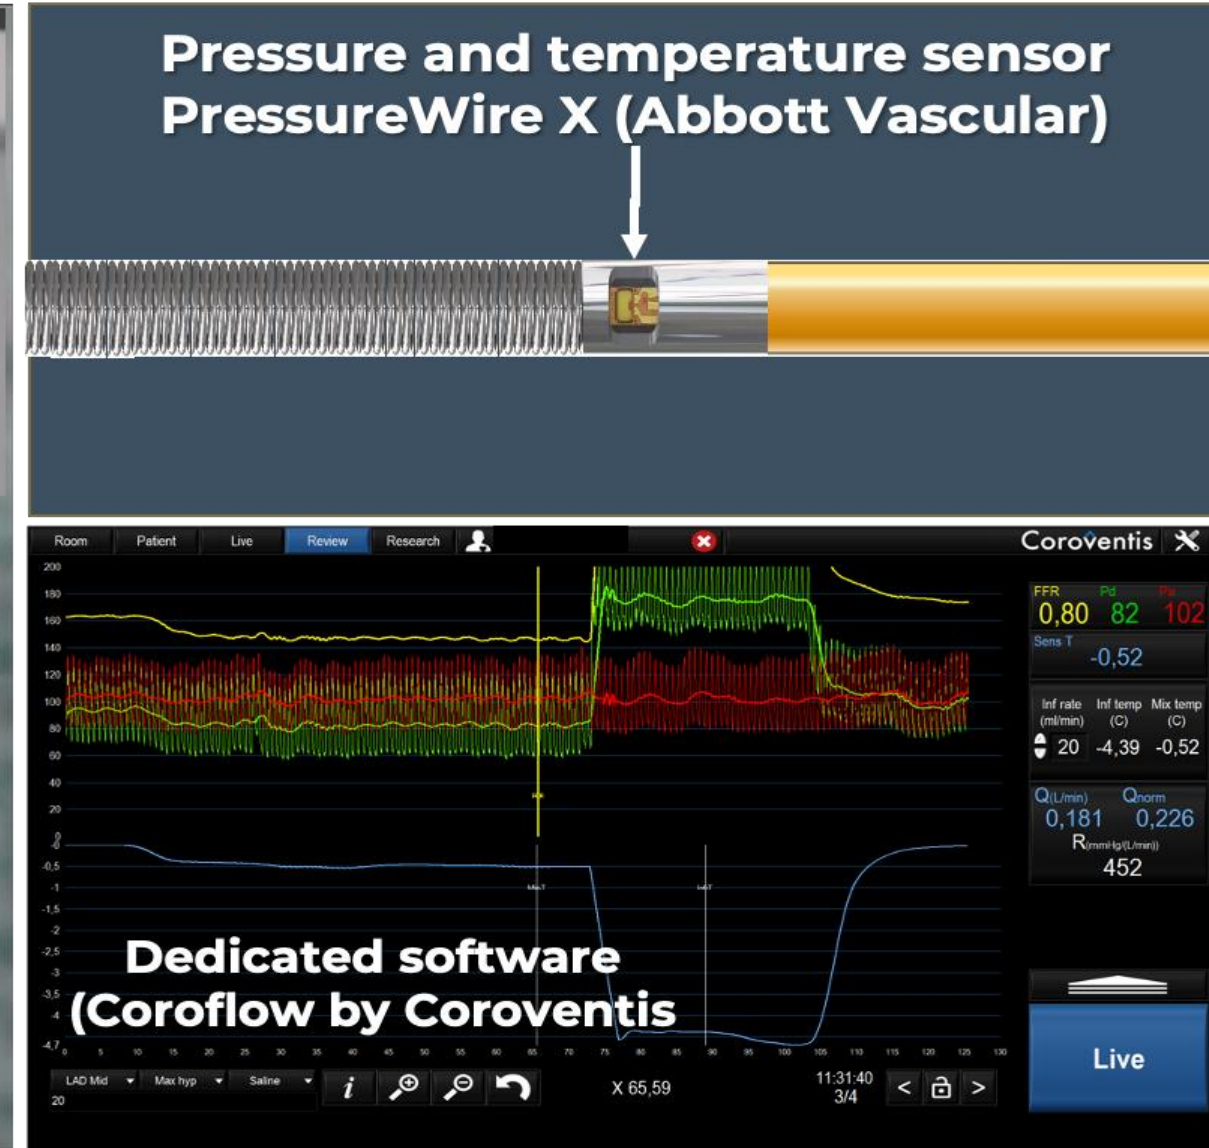 Pressure and temperature sensor
PressureWire X (Abbott Vascular)
Room Patient Live Review Research
Coroventis
200
180
160
140
120
100
80
60
40
20
0
FFR Pd Pa
0,80 82 102
Sens T
-0,52
Inf rate Inf temp Mix temp
(ml/min) (C) (C)
20 -4,39 -0,52
Q(L/min) Qnorm
0,181 0,226
R(mmHg/(L/min))
452
-0,5
-1
-1,5
-2
-2,5
-3
-3,5
-4
-4,7
Dedicated software
(Coroflow by Coroventis
0 5 10 15 20 25 30 35 40 45 50 55 60 65 70 75 80 85 90 95 100 105 110 115 120 125 130
LAD Mid Max hyp Saline
20
i
X 65,59
11:31:40
3/4
< >
Live